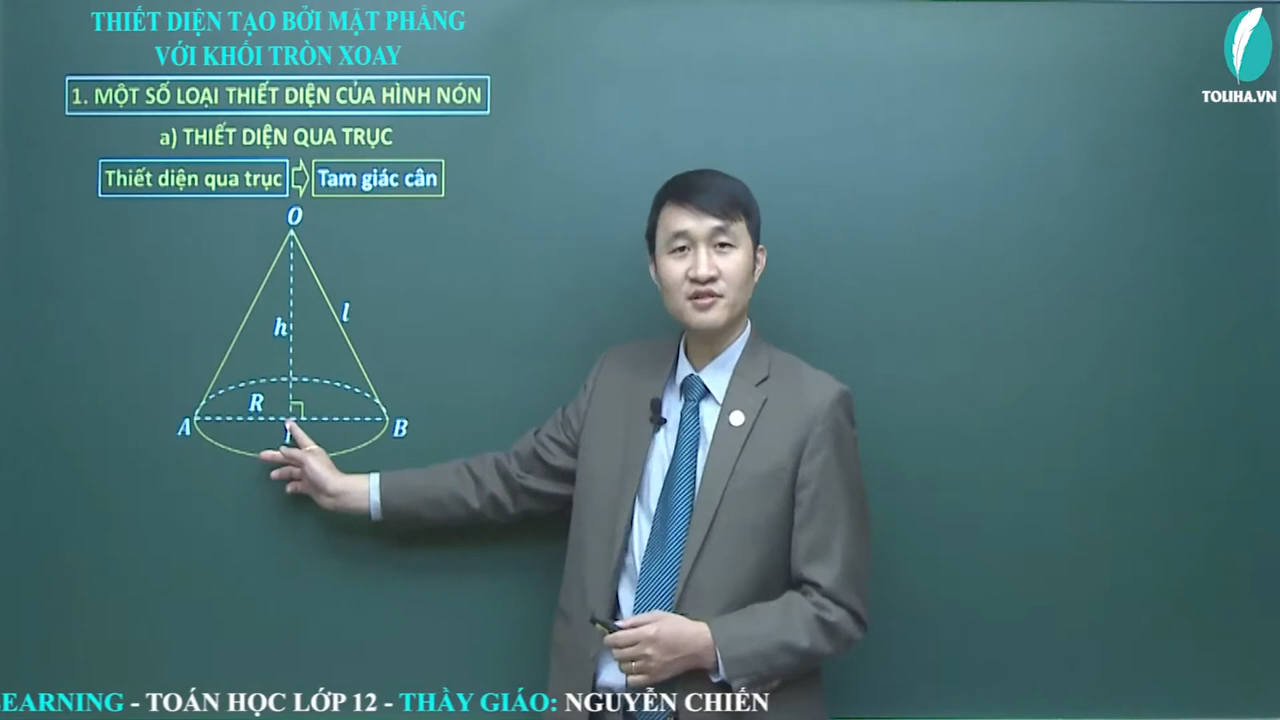 THIẾT DIỆN TẠO BỞI MẶT PHẲNG
VỚI KHỐI TRÒN XOAY
TOLIHA.VN
1. MỘT SỐ LOẠI THIẾT DIỆN CỦA HÌNH NÓN
a) THIẾT DIỆN QUA TRỤC
Thiết diện qua trục Tam giác cân
O
h l
R
A I B
EARNING - TOÁN HỌC LỚP 12 - THẦY GIÁO: NGUYỄN CHIẾN